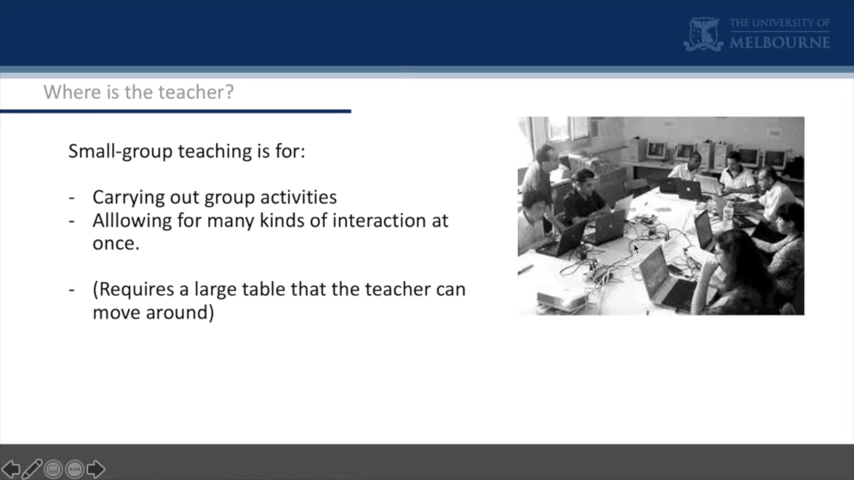 THE UNIVERSITY OF
MELBOURNE
Where is the teacher?
Small-group teaching is for:
- Carrying out group activities
- Alllowing for many kinds of interaction at
once.
- (Requires a large table that the teacher can
move around)